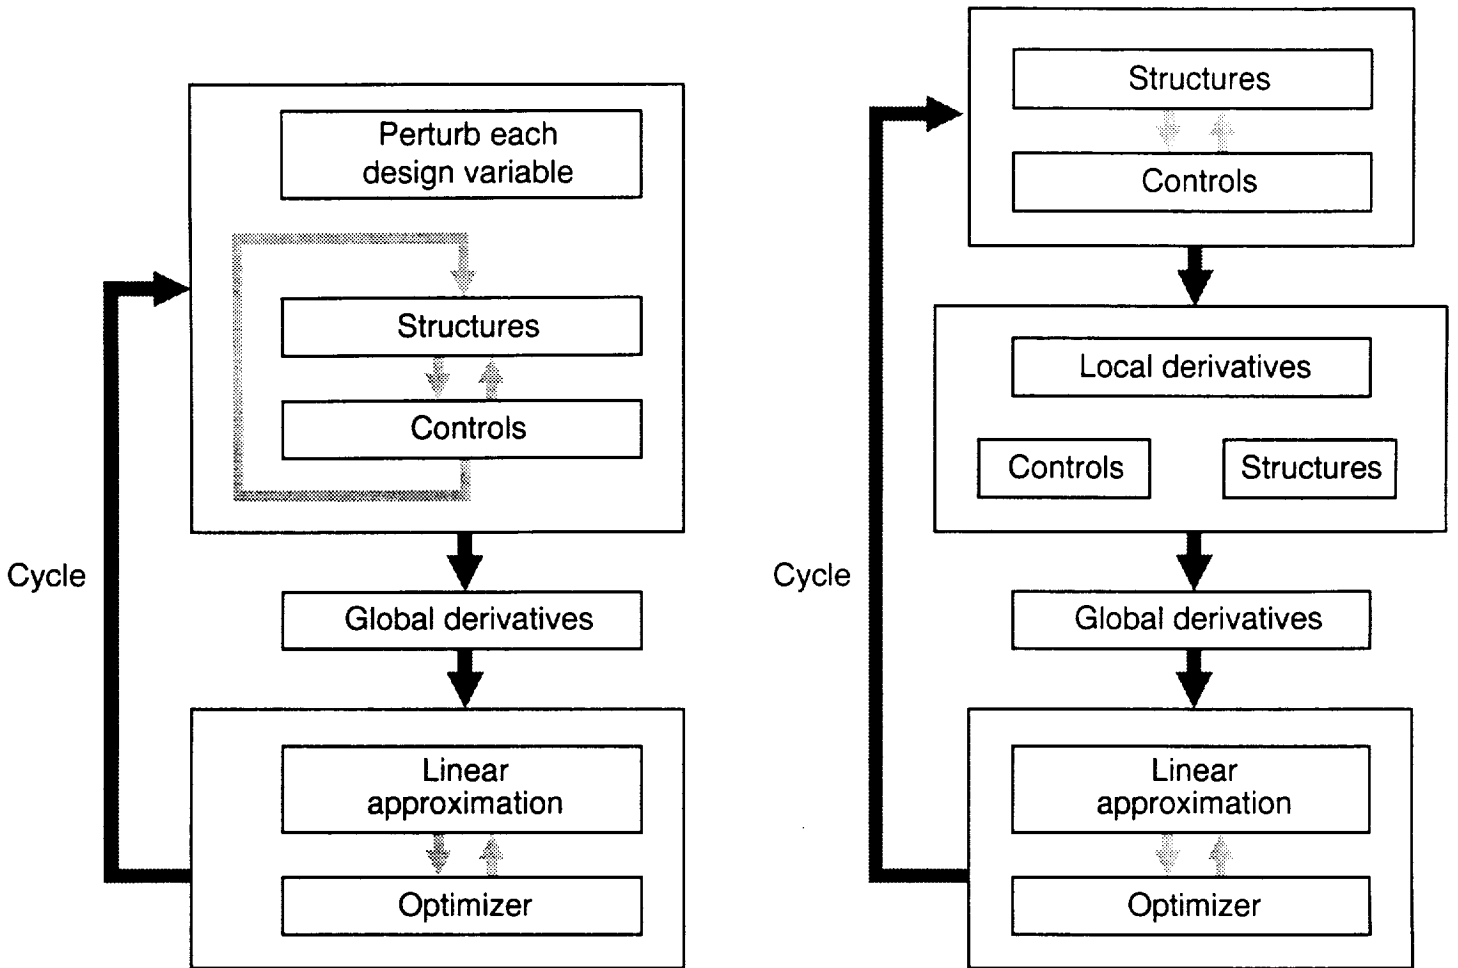 Perturb each
design variable
Structures
Controls
Cycle
Global derivatives
Linear
approximation
Optimizer
Structures
Controls
Local derivatives
Controls
Structures
Cycle
Global derivatives
Linear
approximation
Optimizer